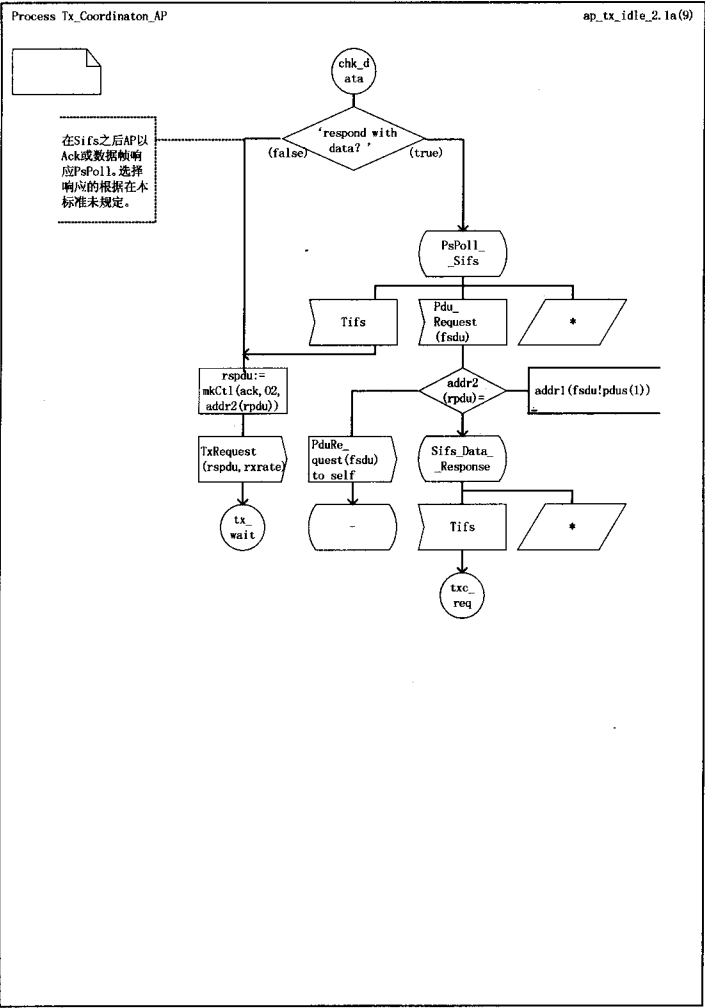 Process Tx_Coordinaton_AP
ap_tx_idle_2.1a(9)
chk_d
ata
在Sifs之后AP以
Ack或数据帧响
应PsPoll。选择
响应的根据在本
标准未规定。
‘respond with
data? ’
(false)
(true)
PsPoll_
_Sifs
Tifs
Pdu_
Request
(fsdu)
*
rspdu:=
mkCtl(ack,02,
addr2(rpdu))
addr2
(rpdu)=
addr1(fsdu!pdus(1))
_
TxRequest
(rspdu,rxrate)
PduRe_
quest(fsdu)
to self
Sifs_Data_
_Response
tx_
wait
-
Tifs
*
txc_
req